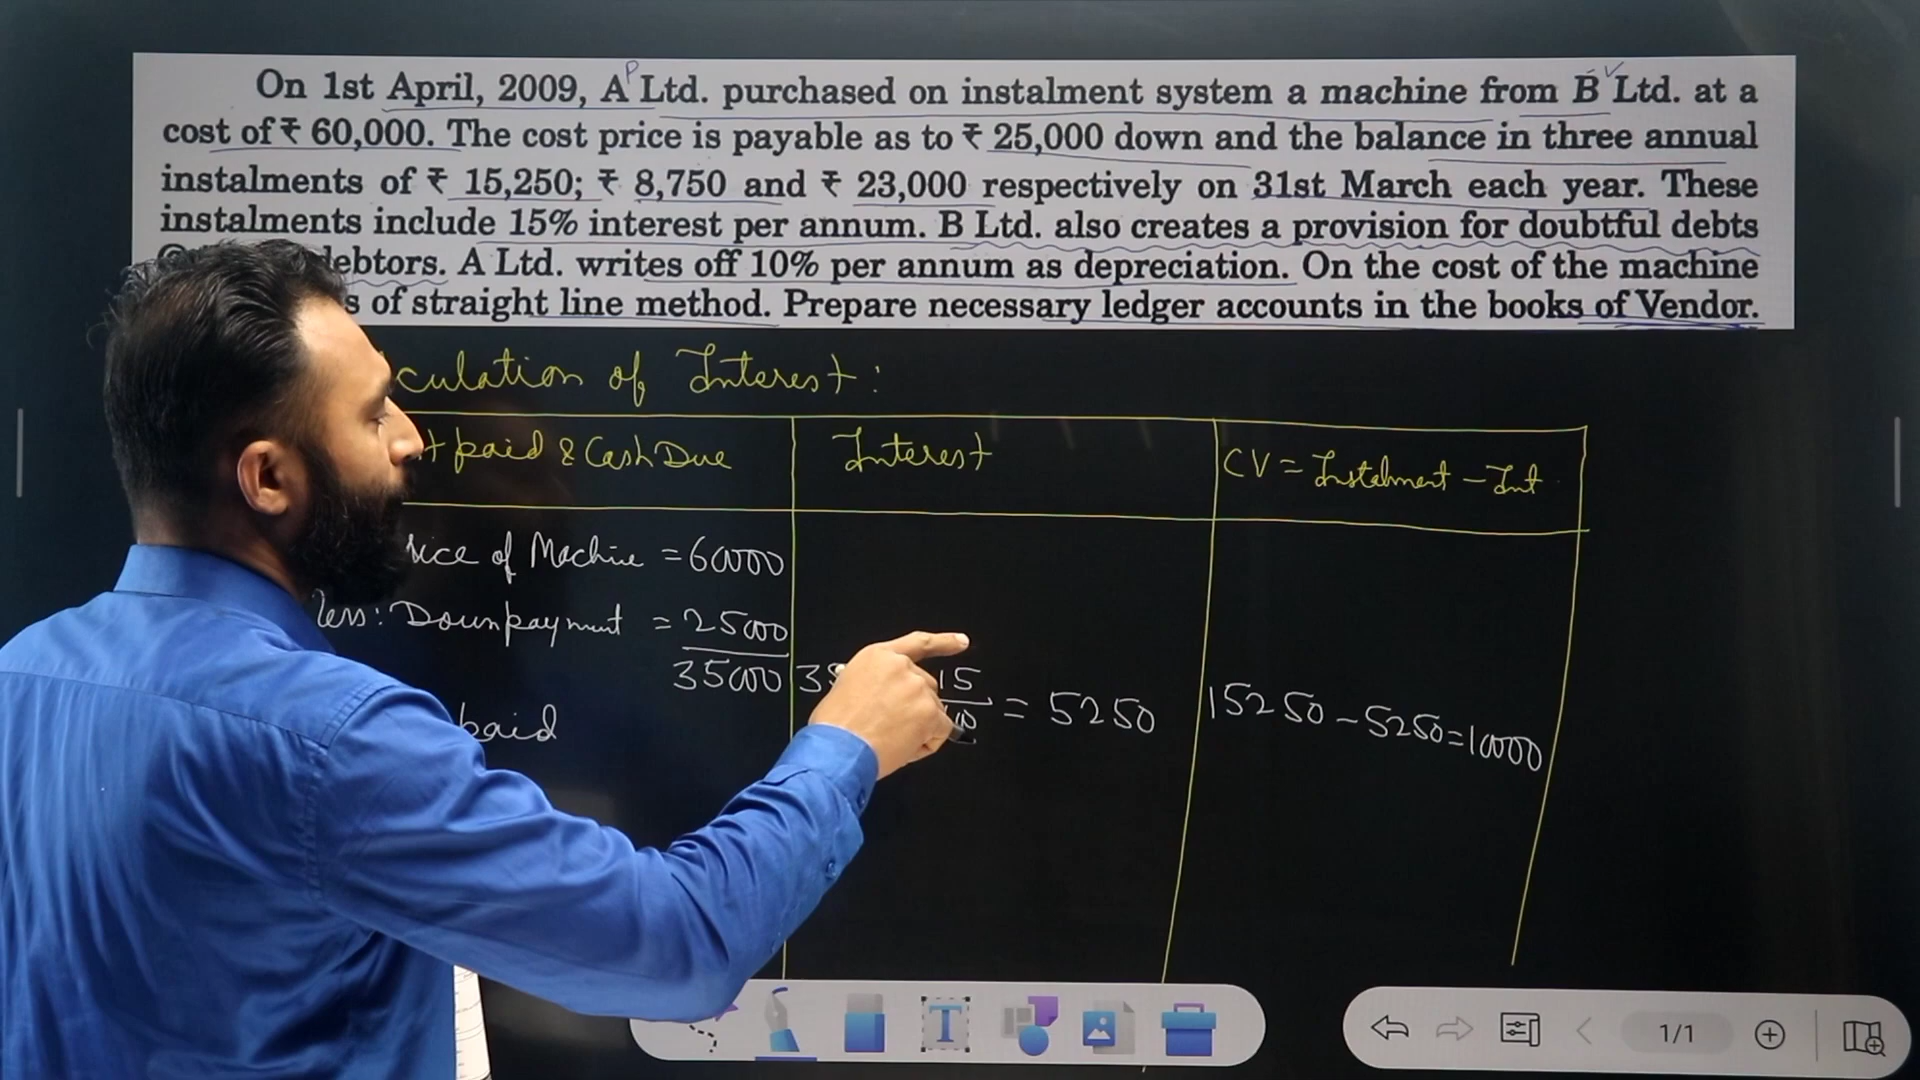 On 1st April, 2009, A Ltd. purchased on instalment system a machine from B Ltd. at a
cost of ₹ 60,000. The cost price is payable as to ₹ 25,000 down and the balance in three annual
instalments of ₹ 15,250; ₹ 8,750 and ₹ 23,000 respectively on 31st March each year. These
instalments include 15% interest per annum. B Ltd. also creates a provision for doubtful debts
debtors. A Ltd. writes off 10% per annum as depreciation. On the cost of the machine
of straight line method. Prepare necessary ledger accounts in the books of Vendor.
P
V
culation of Interest:
paid & Cash Due
Interest
CV = Instalment - Int
of Machine = 60000
Less: Downpayment = 25000
35000
paid
15
= 5250
15250 - 5250 = 10000
T
1/1